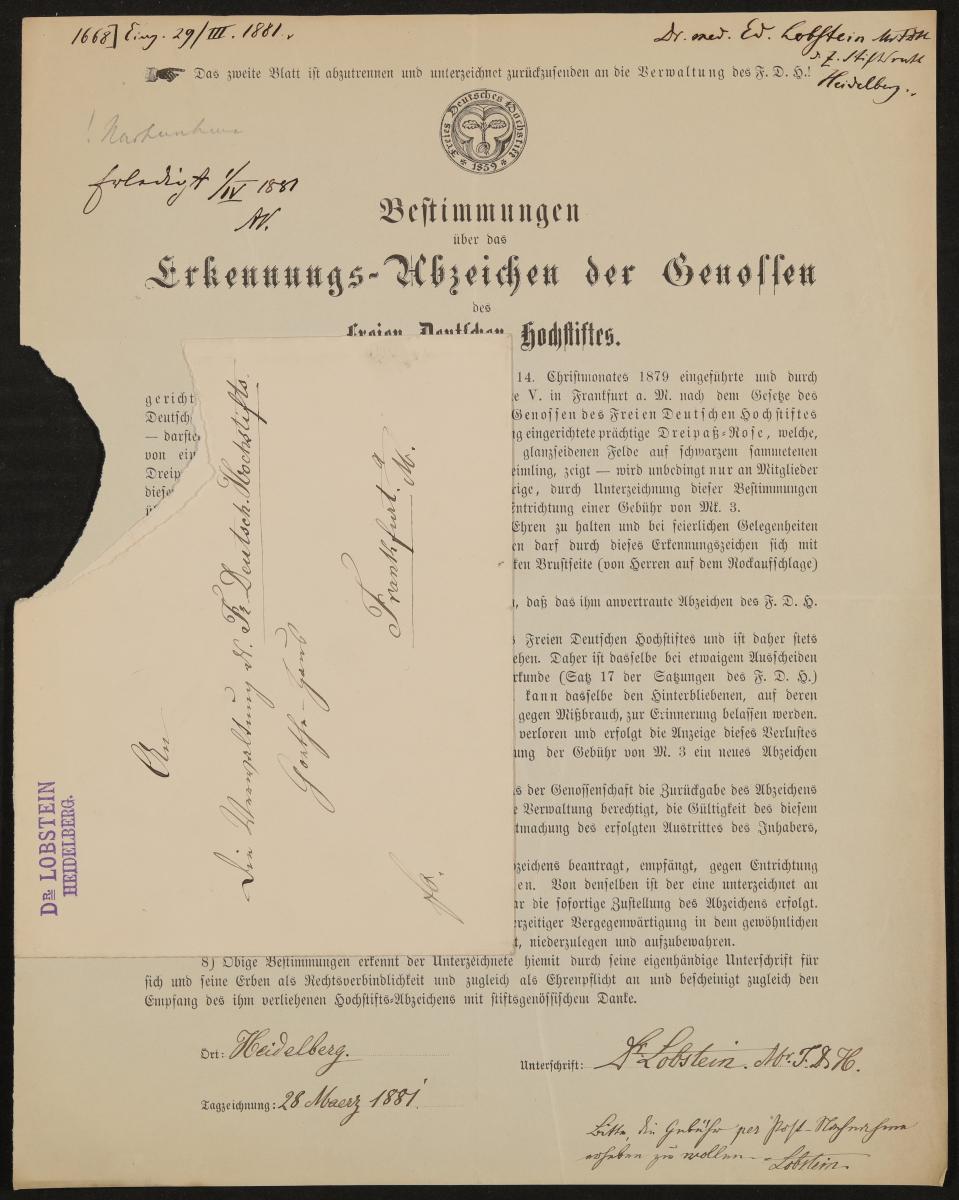 1668] Eing. 29/III. 1881.
Dr. med. Ed. Lobstein
Heidelberg.
Das zweite Blatt ist abzutrennen und unterzeichnet zurückzusenden an die Verwaltung des F. D. H.!
Freies Deutsches Hochstift
* 1859 *
Erledigt 1/IV 1881
Bestimmungen
über das
Erkennungs-Abzeichen der Genossen
des
Freien Deutschen Hochstiftes.
14. Christmonates 1879 eingeführte und durch
gericht
V. in Frankfurt a. M. nach dem Gesetze des
Deutsch
Genossen des Freien Deutschen Hochstiftes
— darste
eingerichtete prächtige Dreipaß-Rose, welche,
von ein
glanzseidenen Felde auf schwarzem sammetenen
Dreip
eimling, zeigt — wird unbedingt nur an Mitglieder
diese
rige, durch Unterzeichnung dieser Bestimmungen
ntrichtung einer Gebühr von Mk. 3.
Ehren zu halten und bei feierlichen Gelegenheiten
en darf durch dieses Erkennungszeichen sich mit
ken Brustseite (von Herren auf dem Rockaufschlage)
daß das ihm anvertraute Abzeichen des F. D. H.
Freien Deutschen Hochstiftes und ist daher stets
ehen. Daher ist dasselbe bei etwaigem Ausscheiden
rkunde (Satz 17 der Satzungen des F. D. H.)
kann dasselbe den Hinterbliebenen, auf deren
gegen Mißbrauch, zur Erinnerung belassen werden.
verloren und erfolgt die Anzeige dieses Verlustes
ung der Gebühr von M. 3 ein neues Abzeichen
s der Genossenschaft die Zurückgabe des Abzeichens
Verwaltung berechtigt, die Gültigkeit des diesem
tmachung des erfolgten Austrittes des Inhabers,
bzeichens beantragt, empfängt, gegen Entrichtung
en. Von denselben ist der eine unterzeichnet an
r die sofortige Zustellung des Abzeichens erfolgt.
erzeitiger Vergegenwärtigung in dem gewöhnlichen
t, niederzulegen und aufzubewahren.
8) Obige Bestimmungen erkennt der Unterzeichnete hiemit durch seine eigenhändige Unterschrift für
sich und seine Erben als Rechtsverbindlichkeit und zugleich als Ehrenpflicht an und bescheinigt zugleich den
Empfang des ihm verliehenen Hochstifts-Abzeichens mit stiftsgenössischem Danke.
An
die Verwaltung d. Fr. Deutsch. Hochstifts.
Goethe-Haus
Frankfurt a
M.
DR. LOBSTEIN
HEIDELBERG.
Ort: Heidelberg.
Unterschrift: Dr. Lobstein. Mr. F. D. H.
Tagzeichnung: 28 Maerz 1881.
Bitte, die Gebühr per Post-Nachnahme
erheben zu wollen. Lobstein.